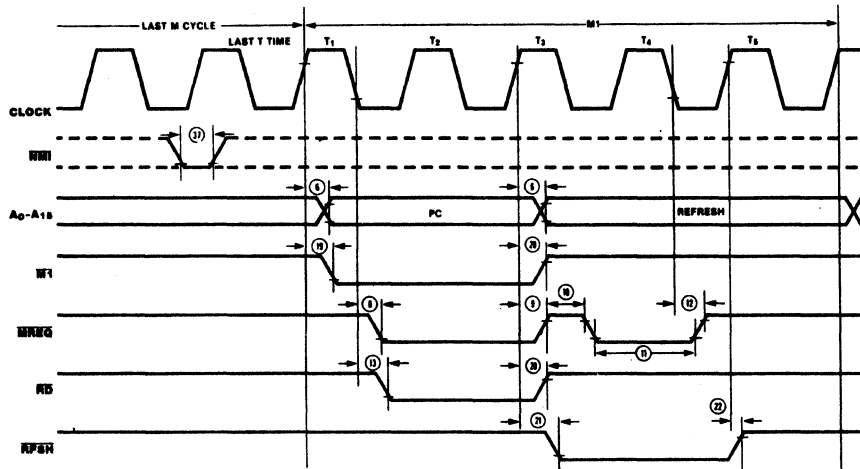 LAST M CYCLE
M1
LAST T TIME
T1
T2
T3
T4
T5
CLOCK
37
NMI
6
6
A0-A15
PC
REFRESH
19
20
M1
8
9
10
12
MREQ
11
13
20
RD
21
22
RFSH